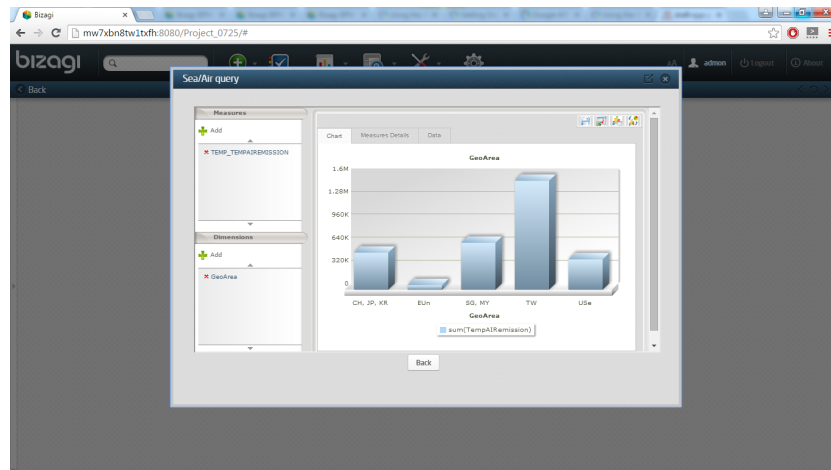 Bizagi
mw7xbn8tw1txfh:8080/Project_0725/#
bizagi
AA admon Logout About
Back
Sea/Air query
Measures
Add
TEMP_TEMPAIREMISSION
Dimensions
Add
GeoArea
Chart Measures Details Data
GeoArea
1.6M
1.28M
960K
640K
320K
0
CH, JP, KR EUn SG, MY TW USe
GeoArea
sum(TempAIRemission)
Back